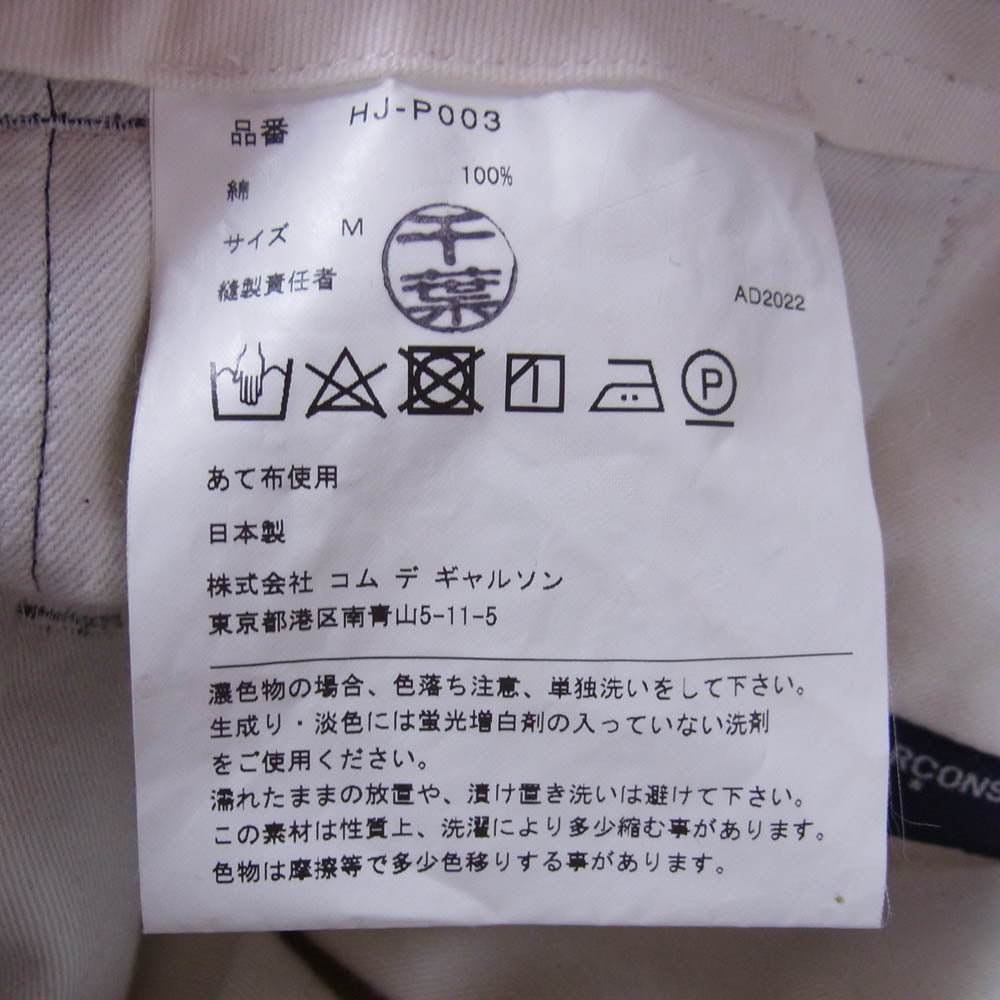 品番 HJ-P003
綿 100%
サイズ M
千葉
縫製責任者
AD2022
P
あて布使用
日本製
株式会社 コム デ ギャルソン
東京都港区南青山5-11-5
濃色物の場合、色落ち注意、単独洗いをして下さい。
生成り・淡色には蛍光増白剤の入っていない洗剤
をご使用ください。
濡れたままの放置や、漬け置き洗いは避けて下さい。
この素材は性質上、洗濯により多少縮む事があります。
色物は摩擦等で多少色移りする事が あります。
RÇONS